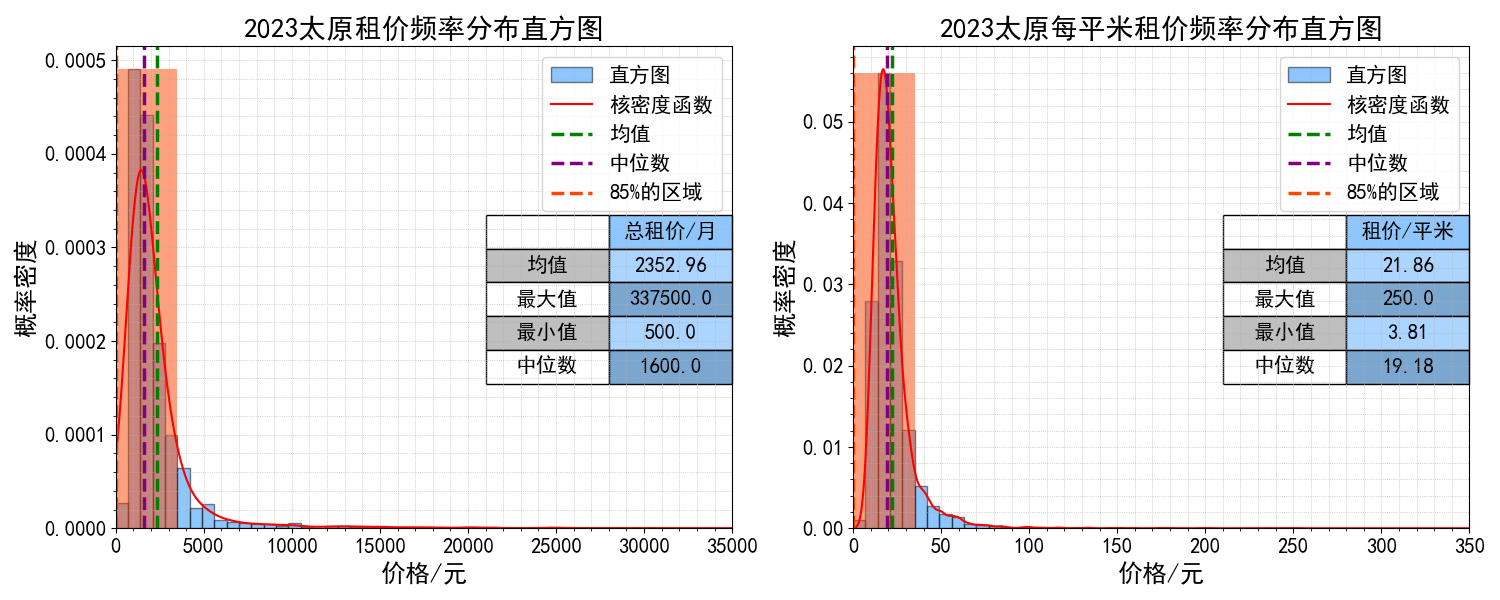 2023太原租价频率分布直方图
概率密度
0.0005
0.0004
0.0003
0.0002
0.0001
0.0000
直方图
核密度函数
均值
中位数
85%的区域
总租价/月
均值 2352.96
最大值 337500.0
最小值 500.0
中位数 1600.0
0 5000 10000 15000 20000 25000 30000 35000
价格/元
2023太原每平米租价频率分布直方图
概率密度
0.05
0.04
0.03
0.02
0.01
0.00
直方图
核密度函数
均值
中位数
85%的区域
租价/平米
均值 21.86
最大值 250.0
最小值 3.81
中位数 19.18
0 50 100 150 200 250 300 350
价格/元